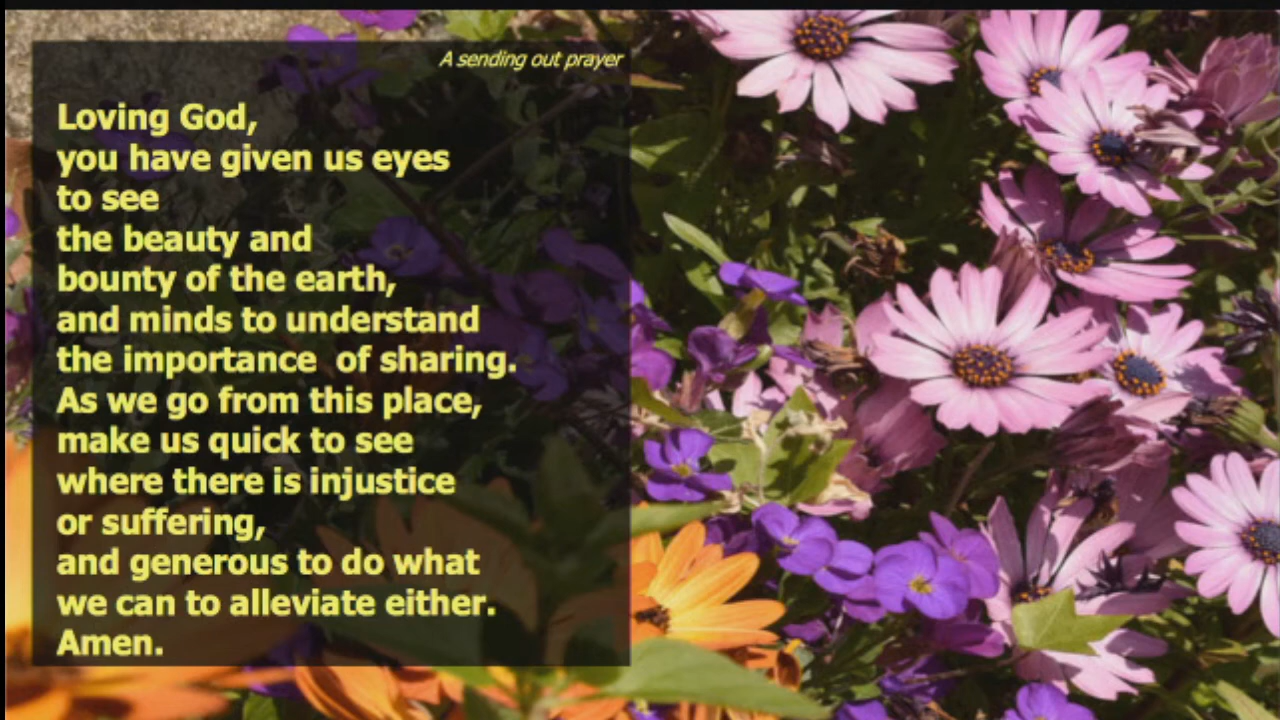 A sending out prayer
Loving God,
you have given us eyes
to see
the beauty and
bounty of the earth,
and minds to understand
the importance  of sharing.
As we go from this place,
make us quick to see
where there is injustice
or suffering,
and generous to do what
we can to alleviate either.
Amen.